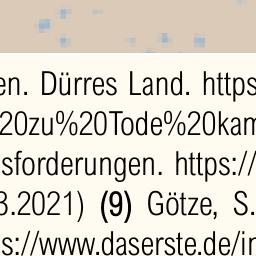 en. Dürres Land. https
20zu%20Tode%20kam
sforderungen. https://
3.2021) (9) Götze, S.
s://www.daserste.de/in